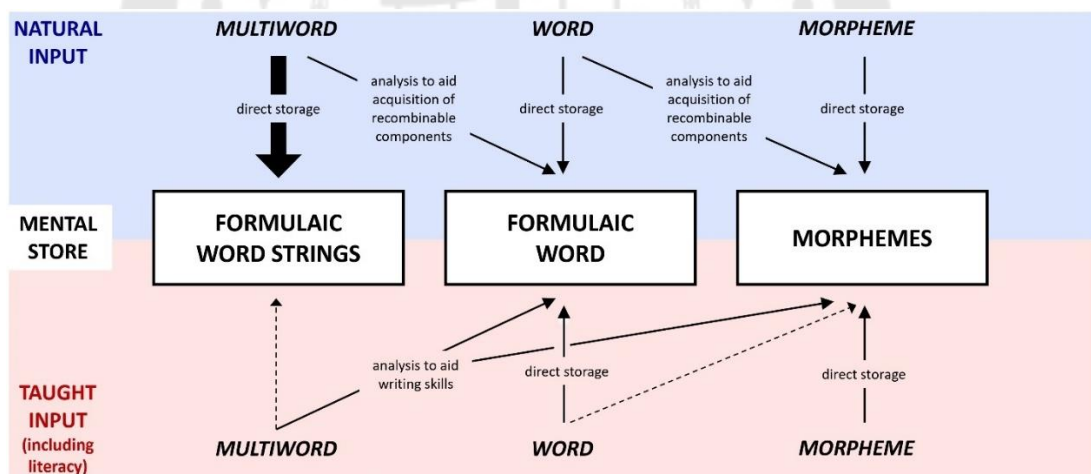 NATURAL
INPUT
MULTIWORD
WORD
MORPHEME
direct storage
analysis to aid
acquisition of
recombinable
components
direct storage
analysis to aid
acquisition of
recombinable
components
direct storage
MENTAL
STORE
FORMULAIC
WORD STRINGS
FORMULAIC
WORD
MORPHEMES
analysis to aid
writing skills
direct storage
direct storage
TAUGHT
INPUT
(including
literacy)
MULTIWORD
WORD
MORPHEME